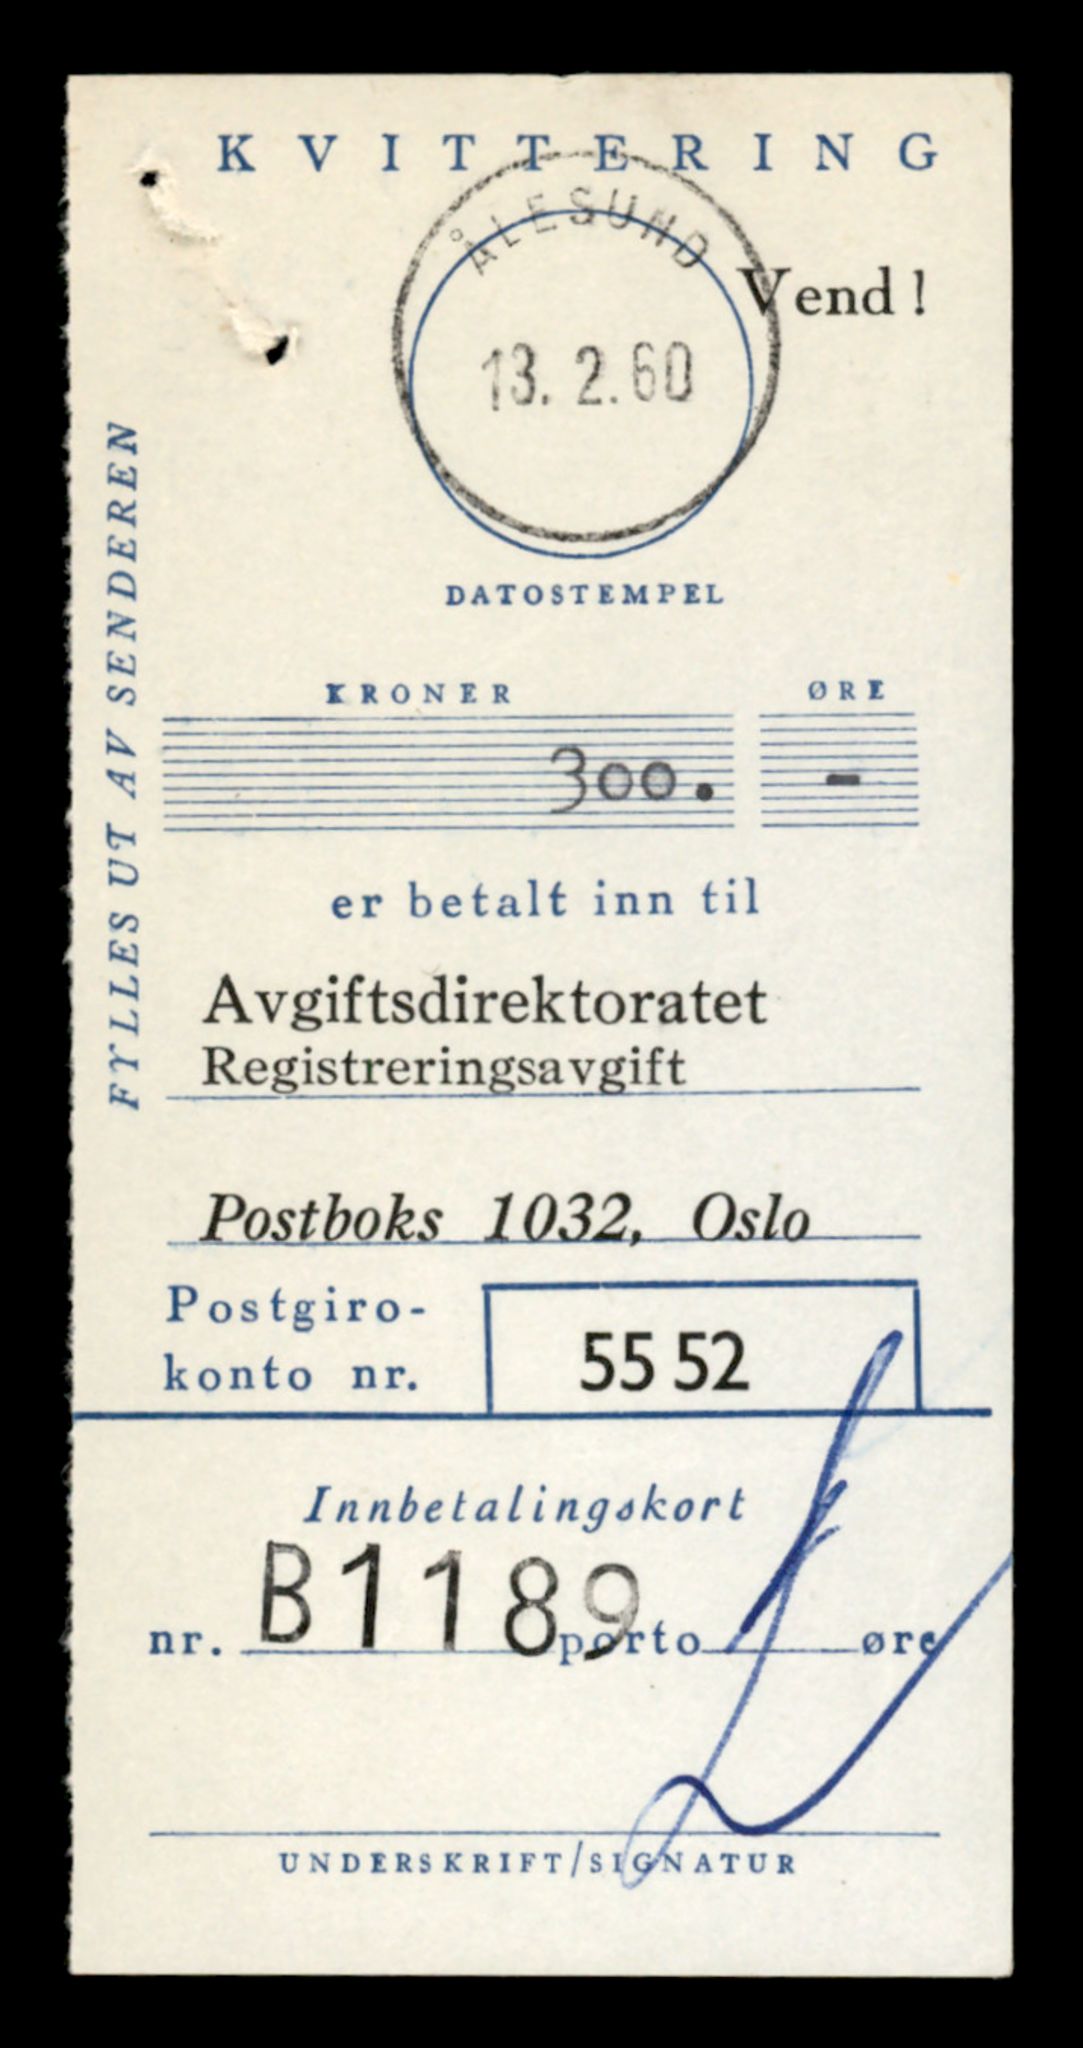 KVITTERING
ÅLESUND
Vend!
13. 2. 60
DATOSTEMPEL
FYLLES UT AV SENDEREN
KRONER ØRE
300. -
er betalt inn til
Avgiftsdirektoratet
Registreringsavgift
Postboks 1032, Oslo
Postgiro-
konto nr. 55 52
Innbetalingskort
nr. B1189 porto øre
UNDERSKRIFT/SIGNATUR